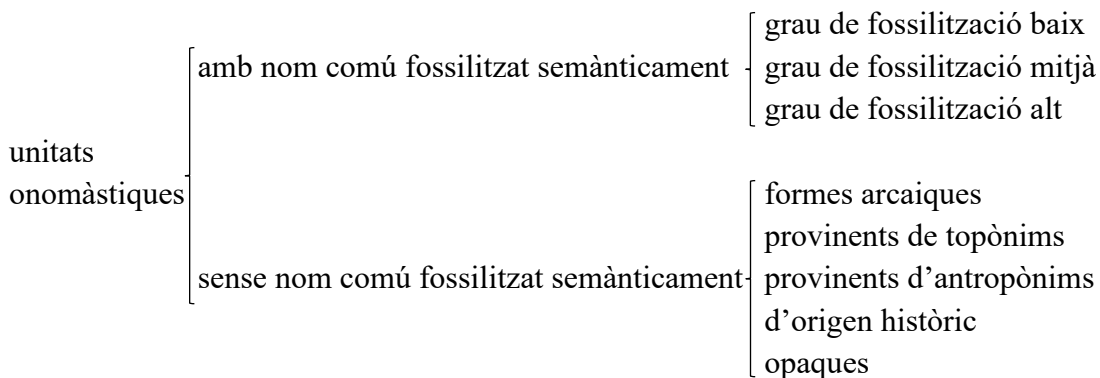 unitats
onomàstiques
amb nom comú fossilitzat semànticament
grau de fossilització baix
grau de fossilització mitjà
grau de fossilització alt
sense nom comú fossilitzat semànticament
formes arcaiques
provinents de topònims
provinents d’antropònims
d’origen històric
opaques